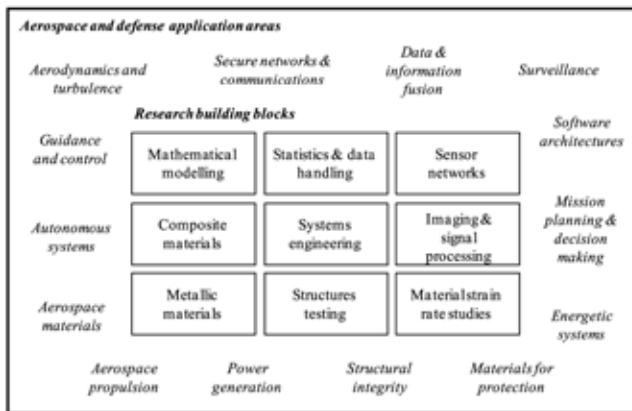 Aerospace and defense application areas
Aerodynamics and
turbulence
Secure networks &
communications
Data &
information
fusion
Surveillance
Research building blocks
Guidance
and control
Mathematical
modelling
Statistics & data
handling
Sensor
networks
Software
architectures
Autonomous
systems
Composite
materials
Systems
engineering
Imaging &
signal
processing
Mission
planning &
decision
making
Aerospace
materials
Metallic
materials
Structures
testing
Material strain
rate studies
Energetic
systems
Aerospace
propulsion
Power
generation
Structural
integrity
Materials for
protection